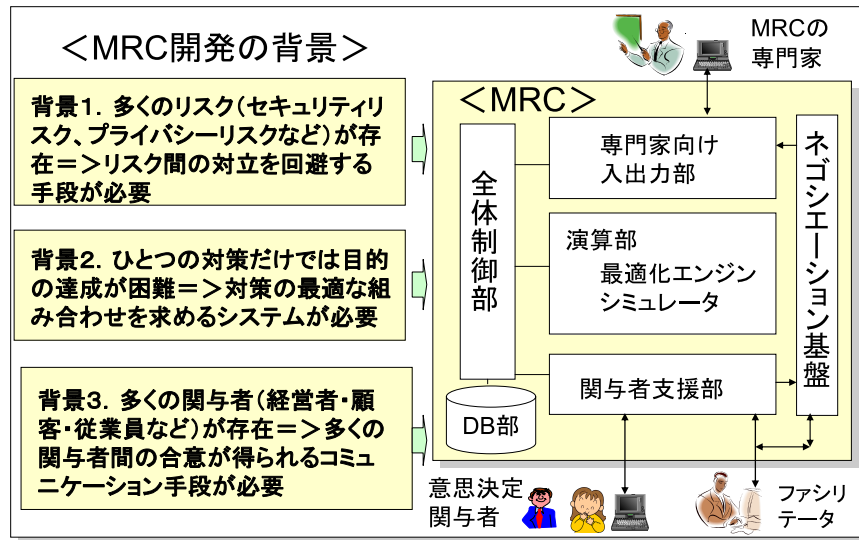 ＜MRC開発の背景＞
背景１．多くのリスク（セキュリティリ
スク、プライバシーリスクなど）が存
在＝＞リスク間の対立を回避する
手段が必要
背景２．ひとつの対策だけでは目的
の達成が困難＝＞対策の最適な組
み合わせを求めるシステムが必要
背景３．多くの関与者（経営者・顧
客・従業員など）が存在＝＞多くの
関与者間の合意が得られるコミュ
ニケーション手段が必要
MRCの
専門家
＜MRC＞
全体制御部
専門家向け
入出力部
演算部
最適化エンジン
シミュレータ
関与者支援部
DB部
ネゴシエーション基盤
意思決定
関与者
ファシリ
テータ